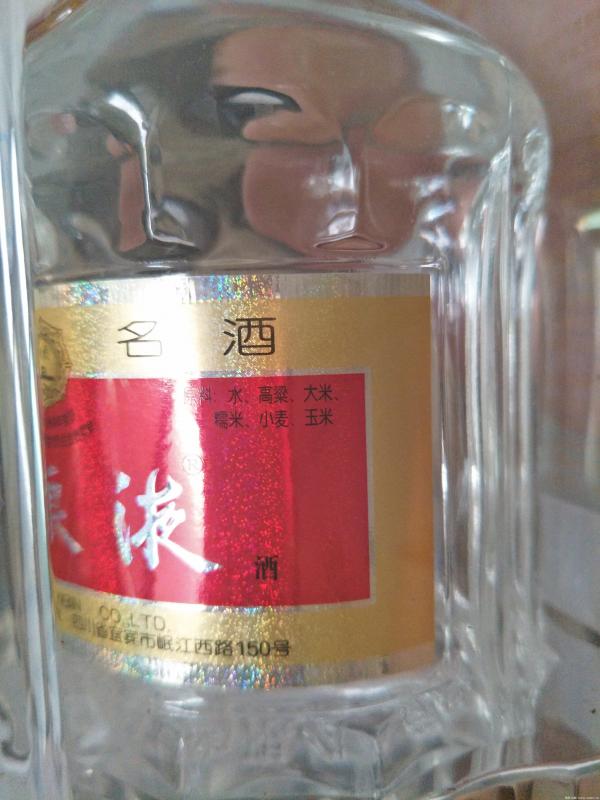 名 酒
原料: 水、高粱、大米、
糯米、小麦、玉米
®
液
酒
CO.,LTD.
四川省宜宾市岷江西路150号